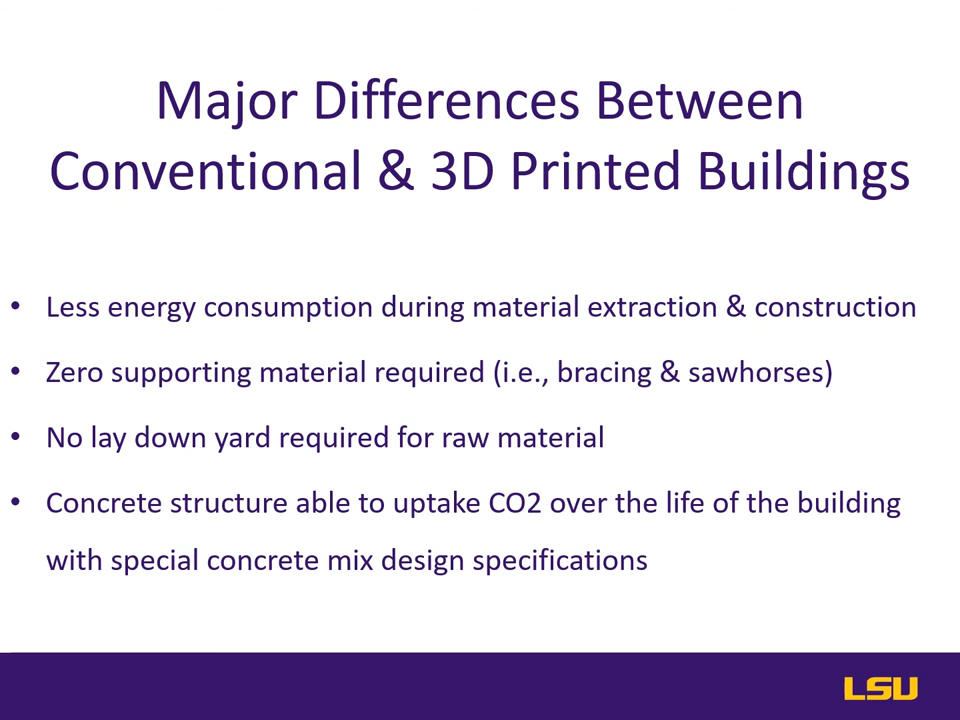 Major Differences Between
Conventional & 3D Printed Buildings
• Less energy consumption during material extraction & construction
• Zero supporting material required (i.e., bracing & sawhorses)
• No lay down yard required for raw material
• Concrete structure able to uptake CO2 over the life of the building
with special concrete mix design specifications
LSU